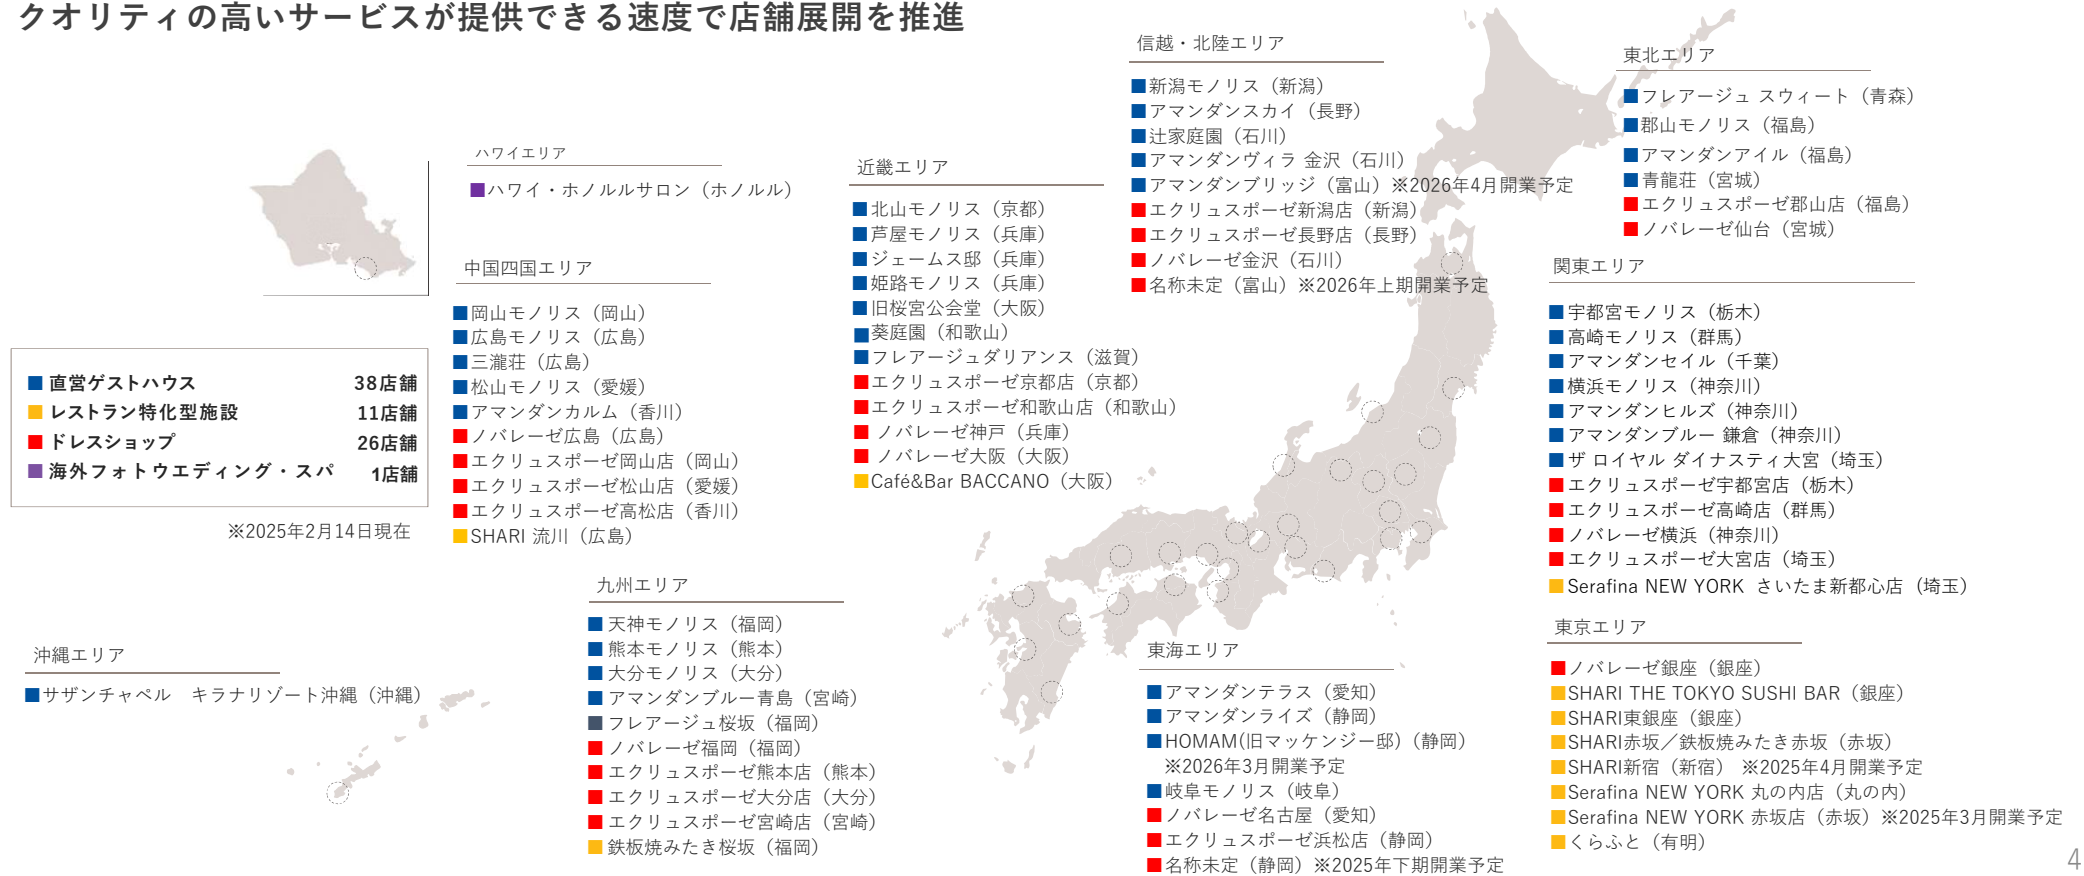 クオリティの高いサービスが提供できる速度で店舗展開を推進
ハワイエリア
■ハワイ・ホノルルサロン（ホノルル）
■直営ゲストハウス 38店舗
■レストラン特化型施設 11店舗
■ドレスショップ 26店舗
■海外フォトウエディング・スパ 1店舗
※2025年2月14日現在
中国四国エリア
■岡山モノリス（岡山）
■広島モノリス（広島）
■三瀧荘（広島）
■松山モノリス（愛媛）
■アマンダンカルム（香川）
■ノバレーゼ広島（広島）
■エクリュスポーゼ岡山店（岡山）
■エクリュスポーゼ松山店（愛媛）
■エクリュスポーゼ高松店（香川）
■SHARI 流川（広島）
近畿エリア
■北山モノリス（京都）
■芦屋モノリス（兵庫）
■ジェームス邸（兵庫）
■姫路モノリス（兵庫）
■旧桜宮公会堂（大阪）
■葵庭園（和歌山）
■フレアージュダリアンス（滋賀）
■エクリュスポーゼ京都店（京都）
■エクリュスポーゼ和歌山店（和歌山）
■ ノバレーゼ神戸（兵庫）
■ ノバレーゼ大阪（大阪）
■Café&Bar BACCANO（大阪）
信越・北陸エリア
■新潟モノリス（新潟）
■アマンダンスカイ（長野）
■辻家庭園（石川）
■アマンダンヴィラ 金沢（石川）
■アマンダンブリッジ（富山）※2026年4月開業予定
■エクリュスポーゼ新潟店（新潟）
■エクリュスポーゼ長野店（長野）
■ノバレーゼ金沢（石川）
■名称未定（富山）※2026年上期開業予定
東北エリア
■フレアージュ スウィート（青森）
■郡山モノリス（福島）
■アマンダンアイル（福島）
■青龍荘（宮城）
■エクリュスポーゼ郡山店（福島）
■ノバレーゼ仙台（宮城）
関東エリア
■宇都宮モノリス（栃木）
■高崎モノリス（群馬）
■アマンダンセイル（千葉）
■横浜モノリス（神奈川）
■アマンダンヒルズ（神奈川）
■アマンダンブルー 鎌倉（神奈川）
■ザ ロイヤル ダイナスティ大宮（埼玉）
■エクリュスポーゼ宇都宮店（栃木）
■エクリュスポーゼ高崎店（群馬）
■ノバレーゼ横浜（神奈川）
■エクリュスポーゼ大宮店（埼玉）
■Serafina NEW YORK さいたま新都心店（埼玉）
東京エリア
■ノバレーゼ銀座（銀座）
■SHARI THE TOKYO SUSHI BAR（銀座）
■SHARI東銀座（銀座）
■SHARI赤坂／鉄板焼みたき赤坂（赤坂）
■SHARI新宿（新宿） ※2025年4月開業予定
■Serafina NEW YORK 丸の内店（丸の内）
■Serafina NEW YORK 赤坂店（赤坂）※2025年3月開業予定
■くらふと（有明）
九州エリア
■天神モノリス（福岡）
■熊本モノリス（熊本）
■大分モノリス（大分）
■アマンダンブルー青島（宮崎）
■フレアージュ桜坂（福岡）
■ノバレーゼ福岡（福岡）
■エクリュスポーゼ熊本店（熊本）
■エクリュスポーゼ大分店（大分）
■エクリュスポーゼ宮崎店（宮崎）
■鉄板焼みたき桜坂（福岡）
東海エリア
■アマンダンテラス（愛知）
■アマンダンライズ（静岡）
■HOMAM(旧マッケンジー邸)（静岡）
※2026年3月開業予定
■岐阜モノリス（岐阜）
■ノバレーゼ名古屋（愛知）
■エクリュスポーゼ浜松店（静岡）
■名称未定（静岡）※2025年下期開業予定
沖縄エリア
■サザンチャペル　キラナリゾート沖縄（沖縄）
4